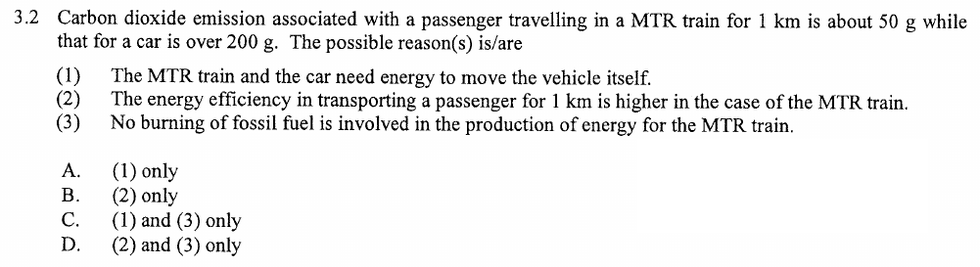 3.2 Carbon dioxide emission associated with a passenger travelling in a MTR train for 1 km is about 50 g while
that for a car is over 200 g. The possible reason(s) is/are
(1) The MTR train and the car need energy to move the vehicle itself.
(2) The energy efficiency in transporting a passenger for 1 km is higher in the case of the MTR train.
(3) No burning of fossil fuel is involved in the production of energy for the MTR train.
A. (1) only
B. (2) only
C. (1) and (3) only
D. (2) and (3) only